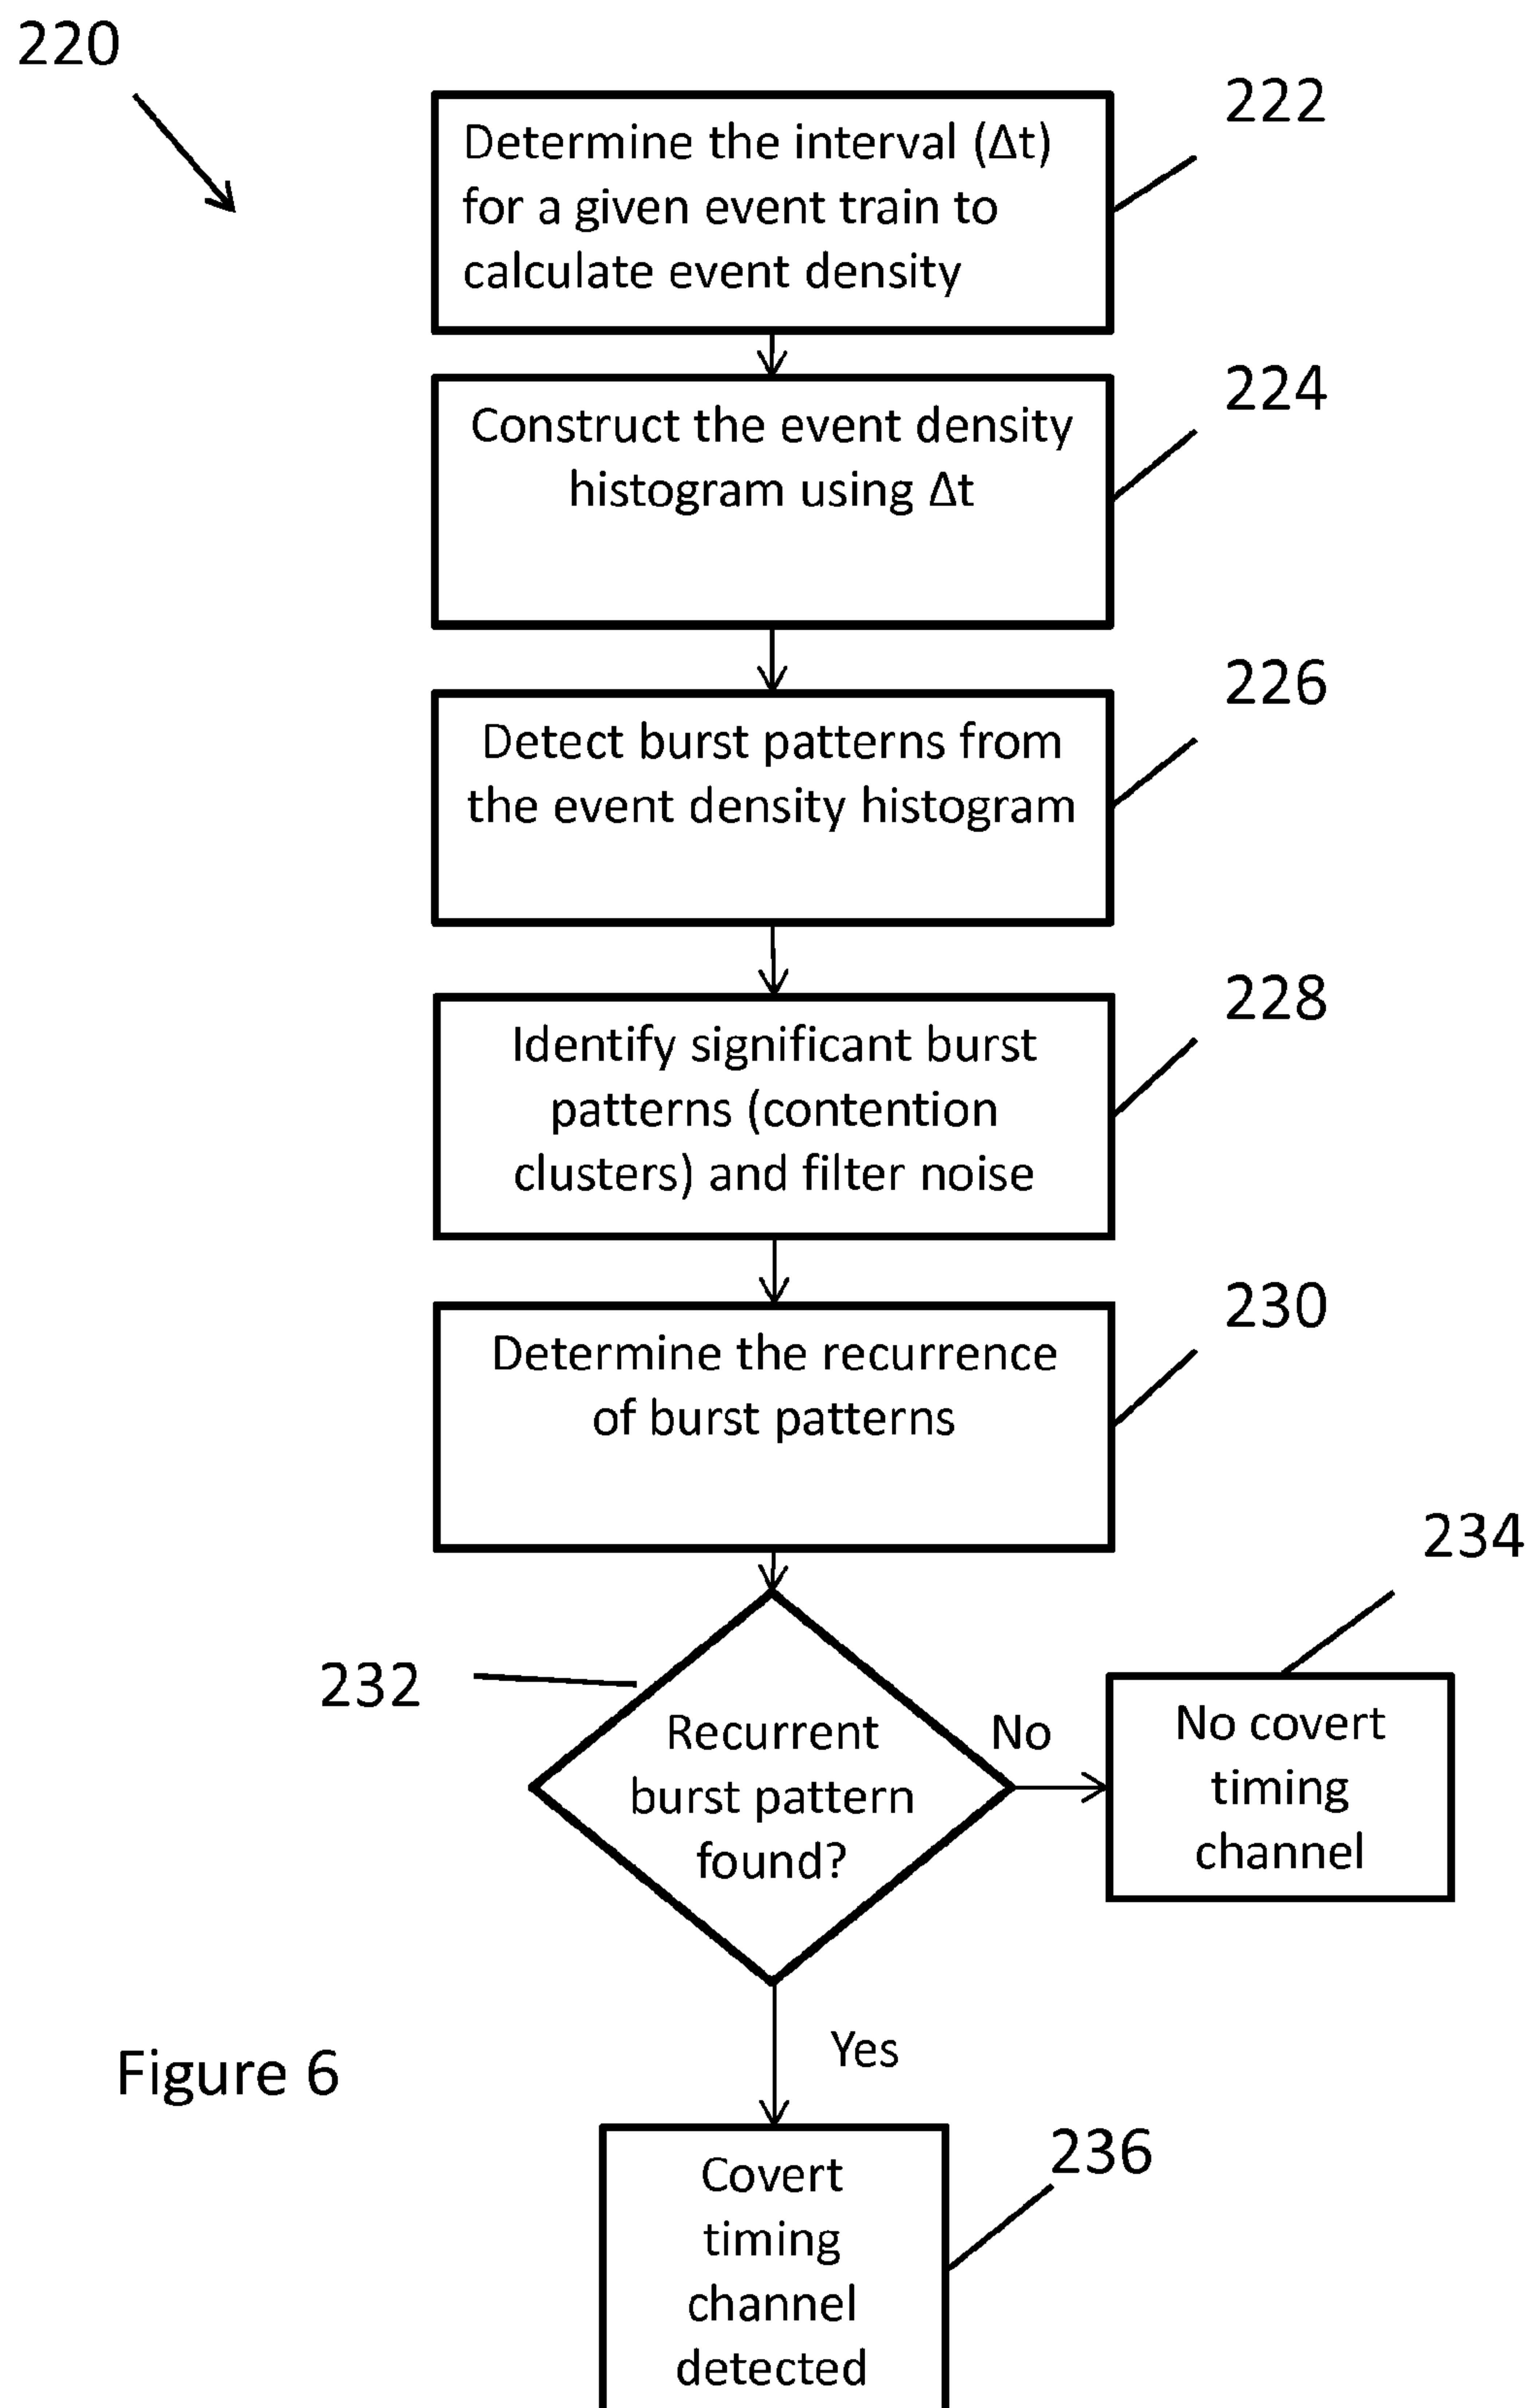 220
222
Determine the interval (Δt)
for a given event train to
calculate event density
224
Construct the event density
histogram using Δt
226
Detect burst patterns from
the event density histogram
228
Identify significant burst
patterns (contention
clusters) and filter noise
230
Determine the recurrence
of burst patterns
234
232
Recurrent
burst pattern
found?
No
No covert
timing
channel
Yes
Figure 6
236
Covert
timing
channel
detected